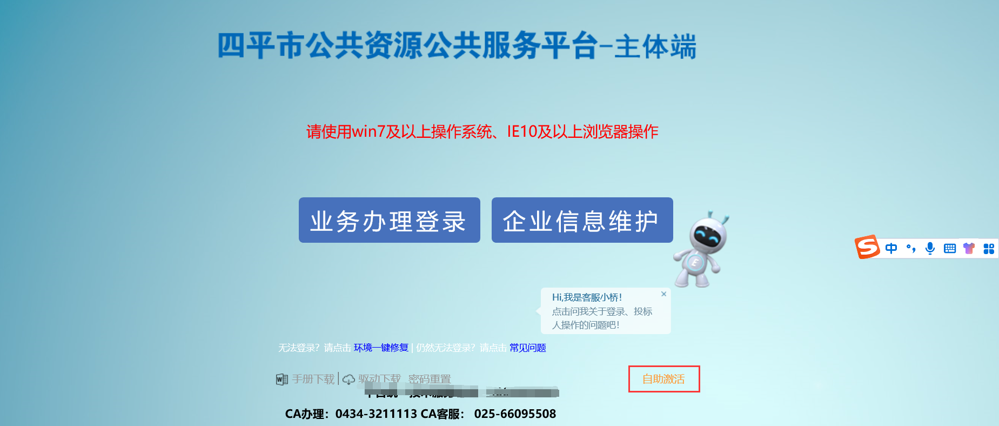 四平市公共资源公共服务平台-主体端
请使用win7及以上操作系统、IE10及以上浏览器操作
业务办理登录 企业信息维护
E
中
Hi,我是客服小桥!
点击问我关于登录、投标
人操作的问题吧!
无法登录? 请点击 环境一键修复 | 仍然无法登录? 请点击 常见问题
手册下载 | 驱动下载 密码重置 自助激活
CA办理：0434-3211113 CA客服： 025-66095508